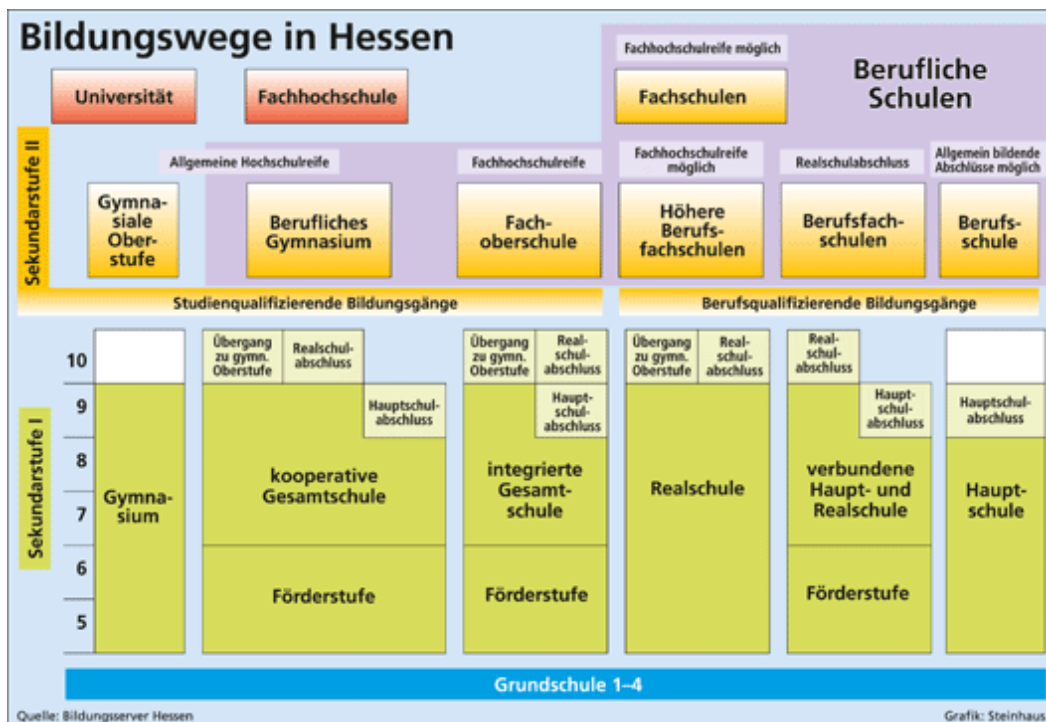 Bildungswege in Hessen
Fachhochschulreife möglich
Berufliche
Schulen
Universität
Fachhochschule
Fachschulen
Sekundarstufe II
Allgemeine Hochschulreife
Fachhochschulreife
Fachhochschulreife
möglich
Realschulabschluss
Allgemein bildende
Abschlüsse möglich
Gymna-
siale
Ober-
stufe
Berufliches
Gymnasium
Fach-
oberschule
Höhere
Berufs-
fachschulen
Berufsfach-
schulen
Berufs-
schule
Studienqualifizierende Bildungsgänge
Berufsqualifizierende Bildungsgänge
Sekundarstufe I
10
9
8
7
6
5
Gymna-
sium
Übergang
zu gymn.
Oberstufe
Realschul-
abschluss
Hauptschul-
abschluss
kooperative
Gesamtschule
Förderstufe
Übergang
zu gymn.
Oberstufe
Real-
schul-
abschluss
Haupt-
schul-
abschluss
integrierte
Gesamt-
schule
Förderstufe
Übergang
zu gymn.
Oberstufe
Real-
schul-
abschluss
Realschule
Real-
schul-
abschluss
Haupt-
schul-
abschluss
verbundene
Haupt- und
Realschule
Förderstufe
Hauptschul-
abschluss
Haupt-
schule
Grundschule 1–4
Quelle: Bildungsserver Hessen
Grafik: Steinhaus